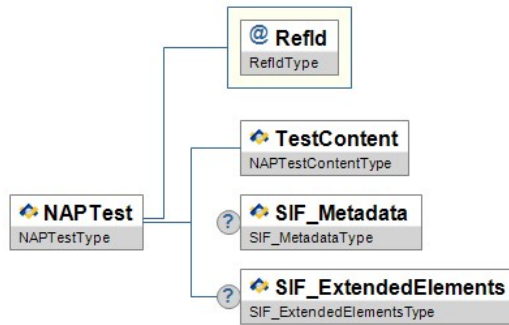 @ RefId
RefIdType
TestContent
NAPTestContentType
NAPTest
NAPTestType
? SIF_Metadata
SIF_MetadataType
? SIF_ExtendedElements
SIF_ExtendedElementsType